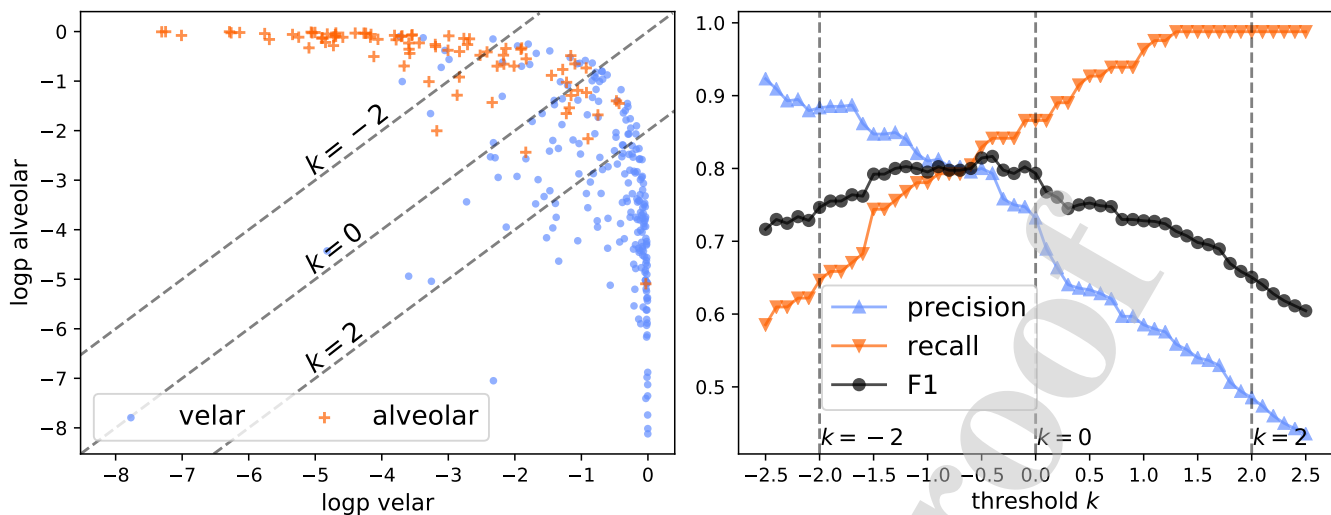 0
−1
−2
−3
−4
−5
−6
−7
−8
logp alveolar
k = −2
k = 0
k = 2
velar
alveolar
−8 −7 −6 −5 −4 −3 −2 −1 0
logp velar
1.0
0.9
0.8
0.7
0.6
0.5
precision
recall
F1
k = −2
k = 0
k = 2
−2.5 −2.0 −1.5 −1.0 −0.5 0.0 0.5 1.0 1.5 2.0 2.5
threshold k
roof